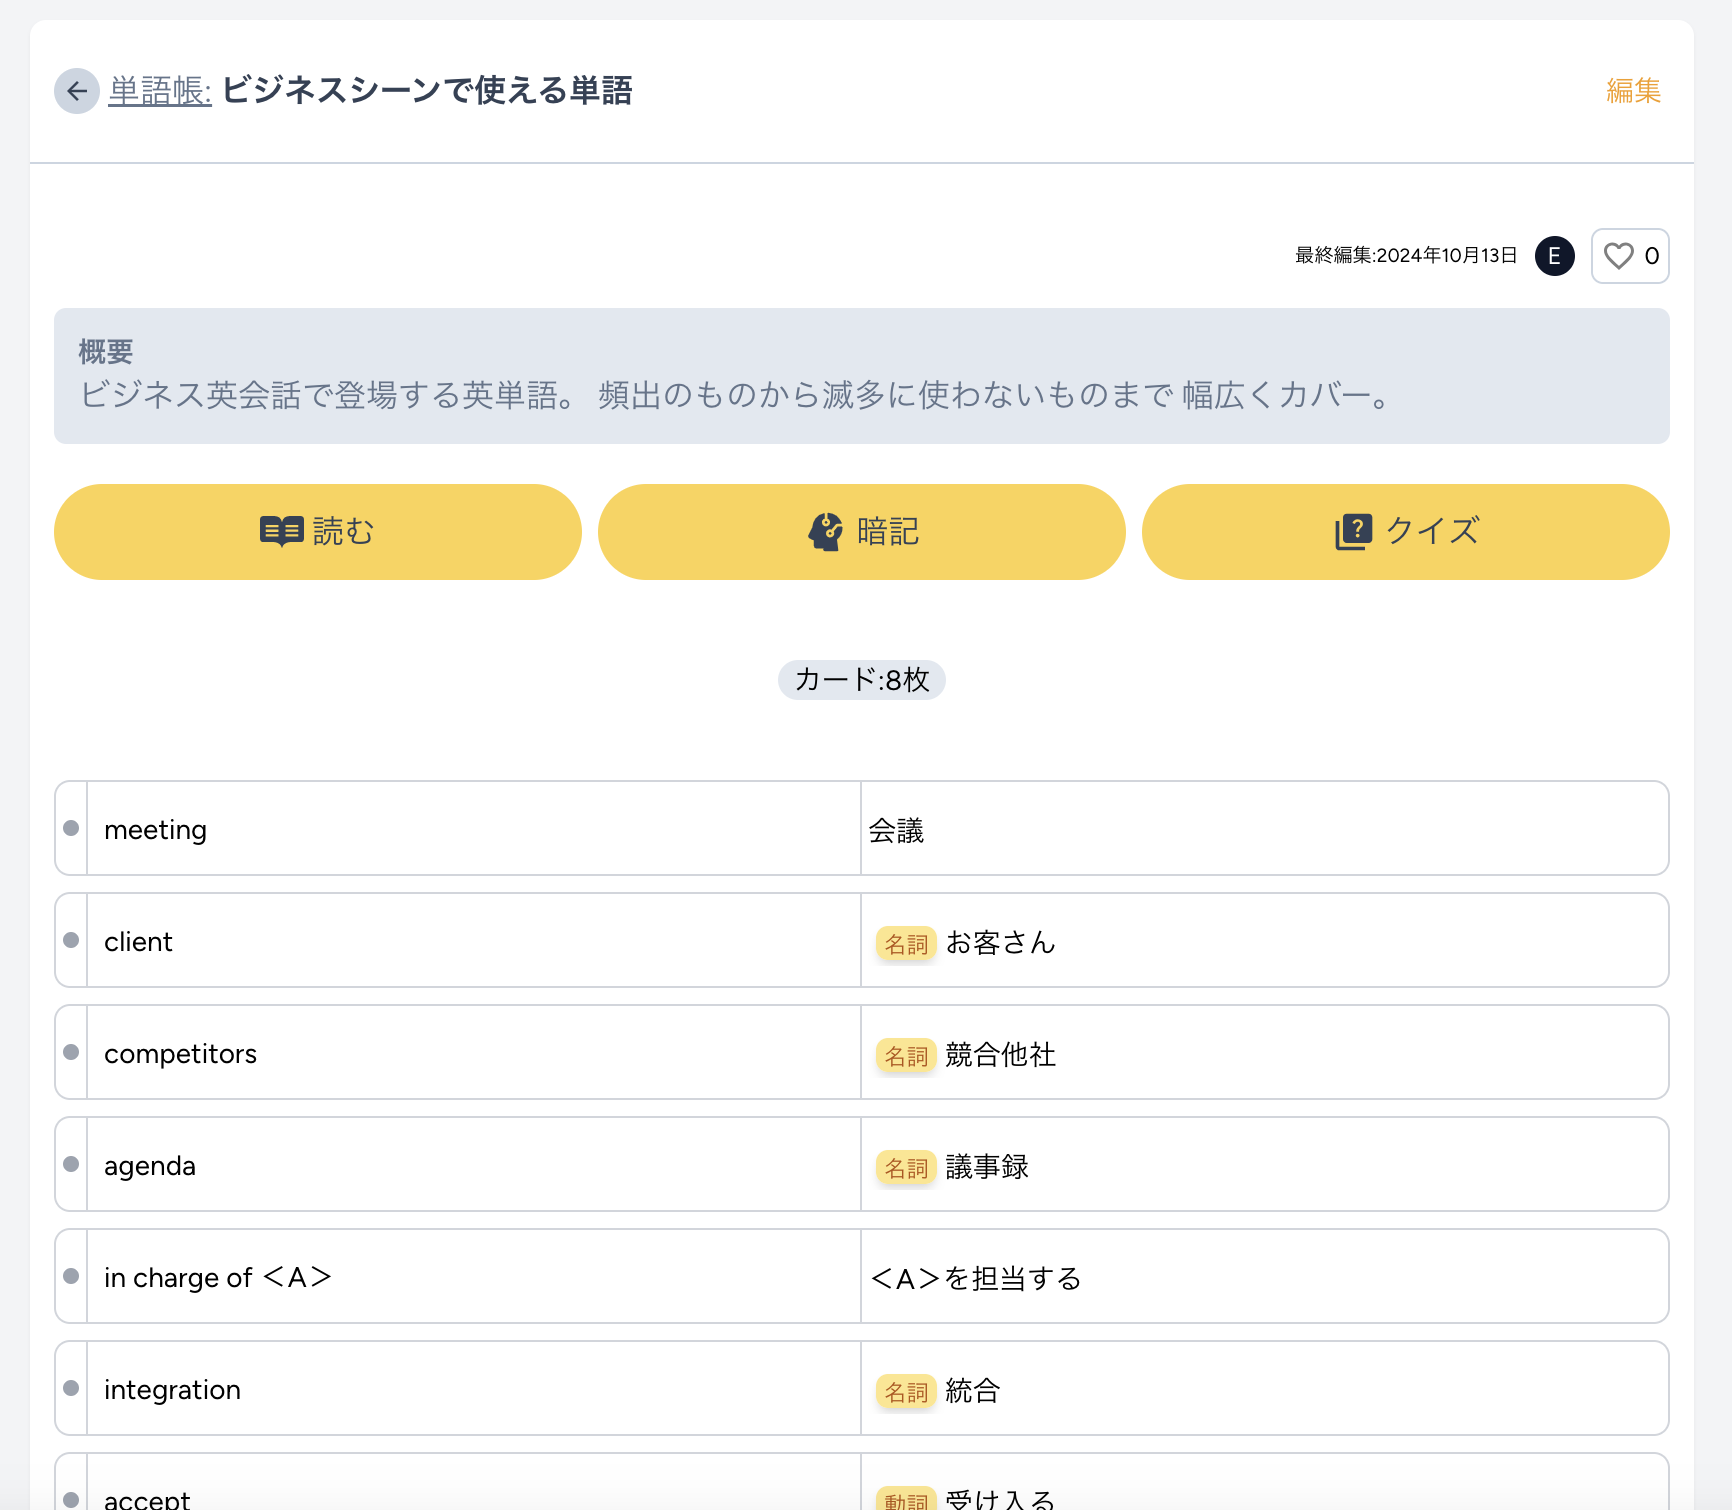 単語帳: ビジネスシーンで使える単語
編集
最終編集:2024年10月13日 E 0
概要
ビジネス英会話で登場する英単語。 頻出のものから滅多に使わないものまで 幅広くカバー。
読む
暗記
クイズ
カード:8枚
meeting 会議
client 名詞 お客さん
competitors 名詞 競合他社
agenda 名詞 議事録
in charge of ＜A＞ ＜A＞を担当する
integration 名詞 統合
accept 動詞 受け入る